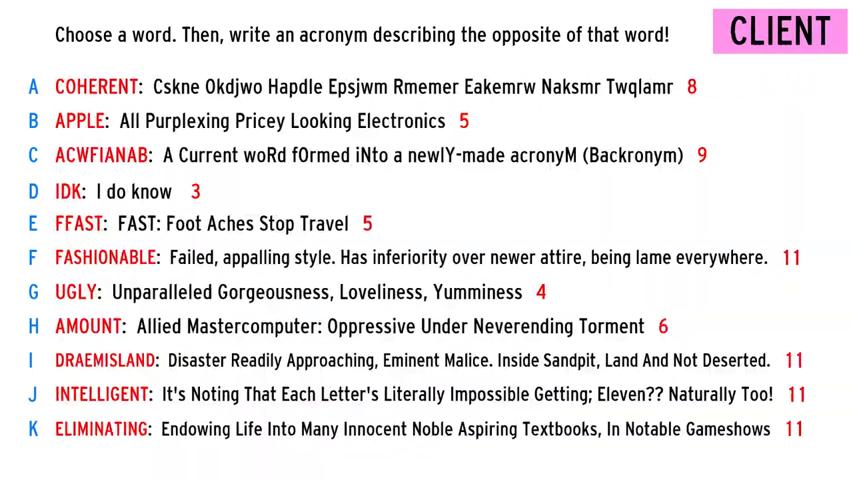 Choose a word. Then, write an acronym describing the opposite of that word!
CLIENT
A COHERENT: Cskne Okdjwo Hapdle Epsjwm Rmemer Eakemrw Naksmr Twqlamr 8
B APPLE: All Purplexing Pricey Looking Electronics 5
C ACWFIANAB: A Current woRd fOrmed iNto a newlY-made acronyM (Backronym) 9
D IDK: I do know 3
E FFAST: FAST: Foot Aches Stop Travel 5
F FASHIONABLE: Failed, appalling style. Has inferiority over newer attire, being lame everywhere. 11
G UGLY: Unparalleled Gorgeousness, Loveliness, Yumminess 4
H AMOUNT: Allied Mastercomputer: Oppressive Under Neverending Torment 6
I DRAEMISLAND: Disaster Readily Approaching, Eminent Malice. Inside Sandpit, Land And Not Deserted. 11
J INTELLIGENT: It's Noting That Each Letter's Literally Impossible Getting; Eleven?? Naturally Too! 11
K ELIMINATING: Endowing Life Into Many Innocent Noble Aspiring Textbooks, In Notable Gameshows 11